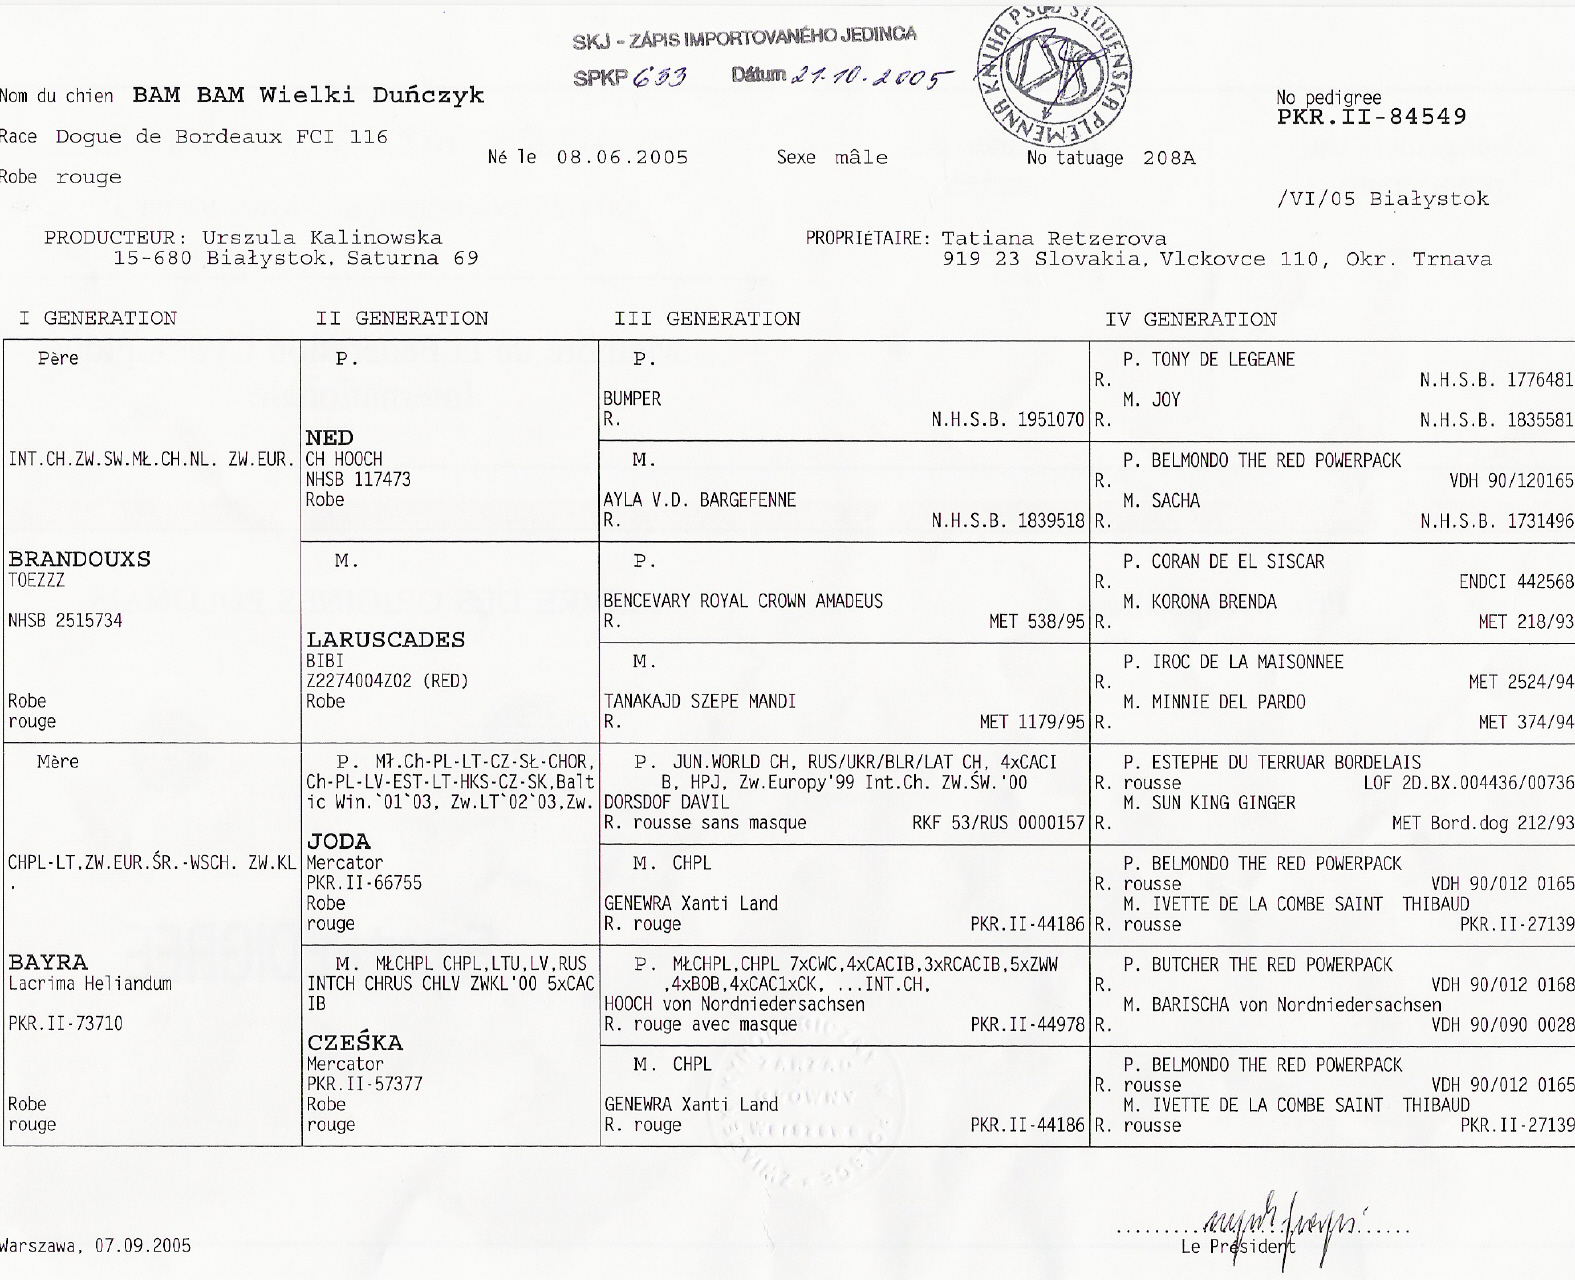 SKJ - ZÁPIS IMPORTOVANÉHO JEDINCA
SPKP 633 Dátum 21.10.2005
KNIHA PSOV SLOVENSKÁ PLEMENNÁ
Nom du chien BAM BAM Wielki Duńczyk
No pedigree
PKR.II-84549
Race Dogue de Bordeaux FCI 116
Né le 08.06.2005 Sexe mâle No tatuage 208A
Robe rouge
/VI/05 Białystok
PRODUCTEUR: Urszula Kalinowska
15-680 Białystok, Saturna 69
PROPRIÉTAIRE: Tatiana Retzerova
919 23 Slovakia, Vlckovce 110, Okr. Trnava
I GENERATION II GENERATION III GENERATION IV GENERATION
Père
INT.CH.ZW.SW.MŁ.CH.NL. ZW.EUR.
BRANDOUXS
TOEZZZ
NHSB 2515734
Robe
rouge
Mère
CHPL-LT,ZW.EUR.ŚR.-WSCH. ZW.KL
.
BAYRA
Lacrima Heliandum
PKR.II-73710
Robe
rouge
P.
NED
CH HOOCH
NHSB 117473
Robe
M.
LARUSCADES
BIBI
Z2274004Z02 (RED)
Robe
P. MŁ.Ch-PL-LT-CZ-SŁ-CHOR,
Ch-PL-LV-EST-LT-HKS-CZ-SK,Balt
ic Win.`01`03, Zw.LT`02`03,Zw.
JODA
Mercator
PKR.II-66755
Robe
rouge
M. MŁCHPL CHPL,LTU,LV,RUS
INTCH CHRUS CHLV ZWKL'00 5xCAC
IB
CZEŚKA
Mercator
PKR.II-57377
Robe
rouge
P.
BUMPER
R. N.H.S.B. 1951070
M.
AYLA V.D. BARGEFENNE
R. N.H.S.B. 1839518
P.
BENCEVARY ROYAL CROWN AMADEUS
R. MET 538/95
M.
TANAKAJD SZEPE MANDI
R. MET 1179/95
P. JUN.WORLD CH, RUS/UKR/BLR/LAT CH, 4xCACI
B, HPJ, Zw.Europy'99 Int.Ch. ZW.ŚW.'00
DORSDOF DAVIL
R. rousse sans masque RKF 53/RUS 0000157
M. CHPL
GENEWRA Xanti Land
R. rouge PKR.II-44186
P. MŁCHPL,CHPL 7xCWC,4xCACIB,3xRCACIB,5xZWW
,4xBOB,4xCAC1xCK, ...INT.CH,
HOOCH von Nordniedersachsen
R. rouge avec masque PKR.II-44978
M. CHPL
GENEWRA Xanti Land
R. rouge PKR.II-44186
P. TONY DE LEGEANE
R. N.H.S.B. 1776481
M. JOY
R. N.H.S.B. 1835581
P. BELMONDO THE RED POWERPACK
R. VDH 90/120165
M. SACHA
R. N.H.S.B. 1731496
P. CORAN DE EL SISCAR
R. ENDCI 442568
M. KORONA BRENDA
R. MET 218/93
P. IROC DE LA MAISONNEE
R. MET 2524/94
M. MINNIE DEL PARDO
R. MET 374/94
P. ESTEPHE DU TERRUAR BORDELAIS
R. rousse LOF 2D.BX.004436/00736
M. SUN KING GINGER
R. MET Bord.dog 212/93
P. BELMONDO THE RED POWERPACK
R. rousse VDH 90/012 0165
M. IVETTE DE LA COMBE SAINT THIBAUD
R. rousse PKR.II-27139
P. BUTCHER THE RED POWERPACK
R. VDH 90/012 0168
M. BARISCHA von Nordniedersachsen
R. VDH 90/090 0028
P. BELMONDO THE RED POWERPACK
R. rousse VDH 90/012 0165
M. IVETTE DE LA COMBE SAINT THIBAUD
R. rousse PKR.II-27139
Warszawa, 07.09.2005
Le Président